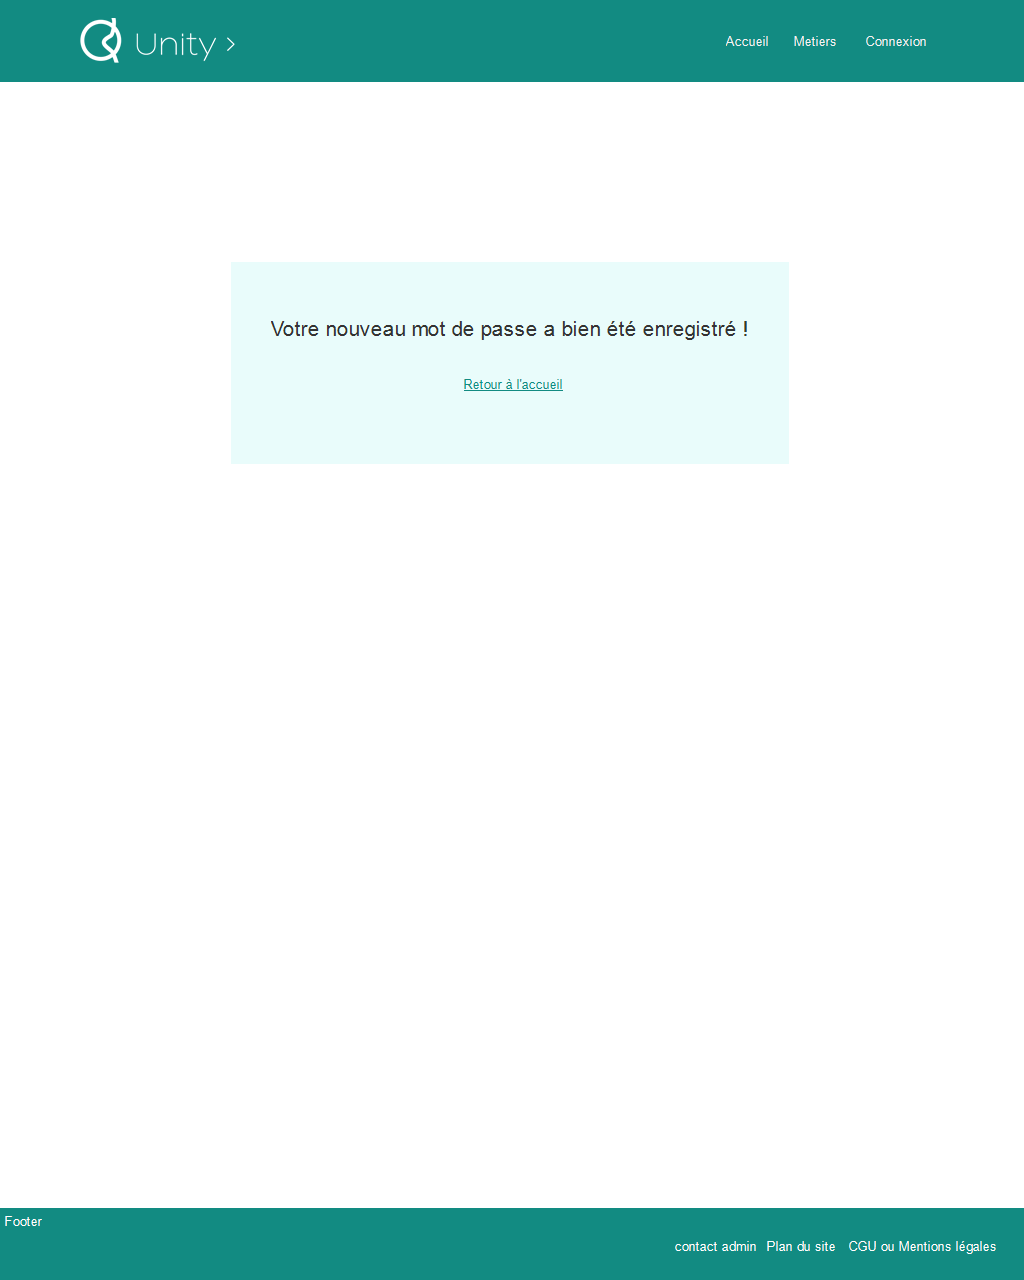 Unity >
Accueil Metiers Connexion
Votre nouveau mot de passe a bien été enregistré !
Retour à l'accueil
Footer
contact admin Plan du site CGU ou Mentions légales